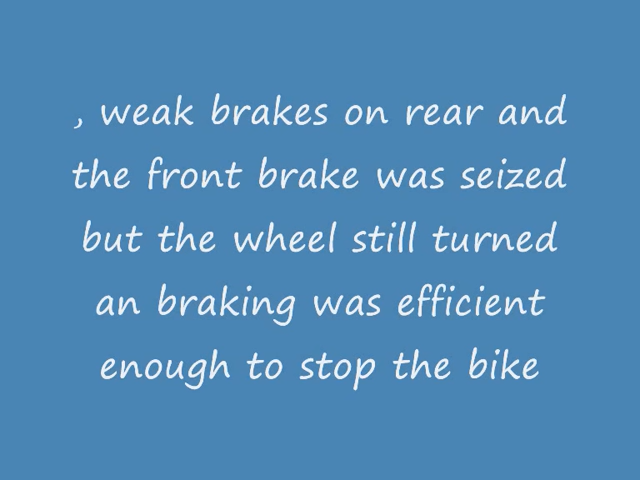 , weak brakes on rear and
the front brake was seized
but the wheel still turned
an braking was efficient
enough to stop the bike